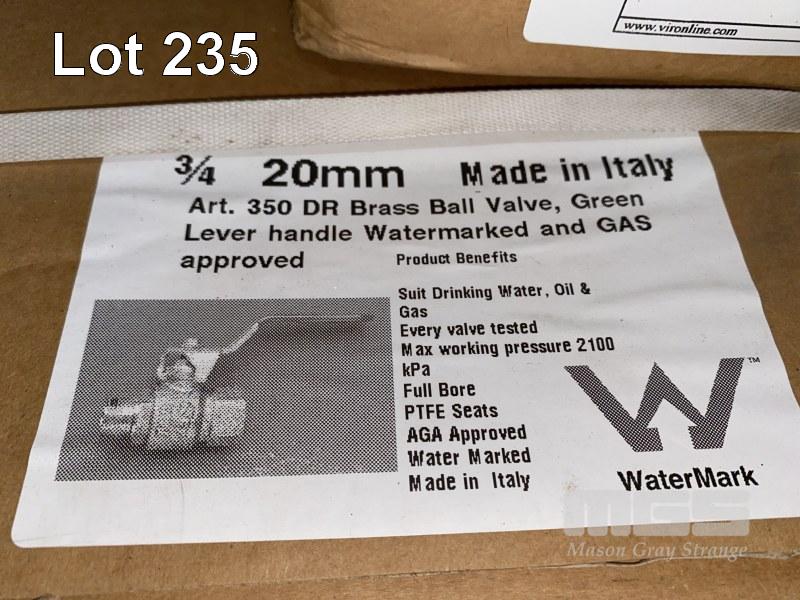 Lot 235
www.vironline.com
3/4 20mm Made in Italy
Art. 350 DR Brass Ball Valve, Green
Lever handle Watermarked and GAS
approved
Product Benefits
Suit Drinking Water, Oil &
Gas
Every valve tested
Max working pressure 2100
kPa
Full Bore
PTFE Seats
AGA Approved
Water Marked
Made in Italy
TM
WaterMark
MGS
Mason Gray Strange